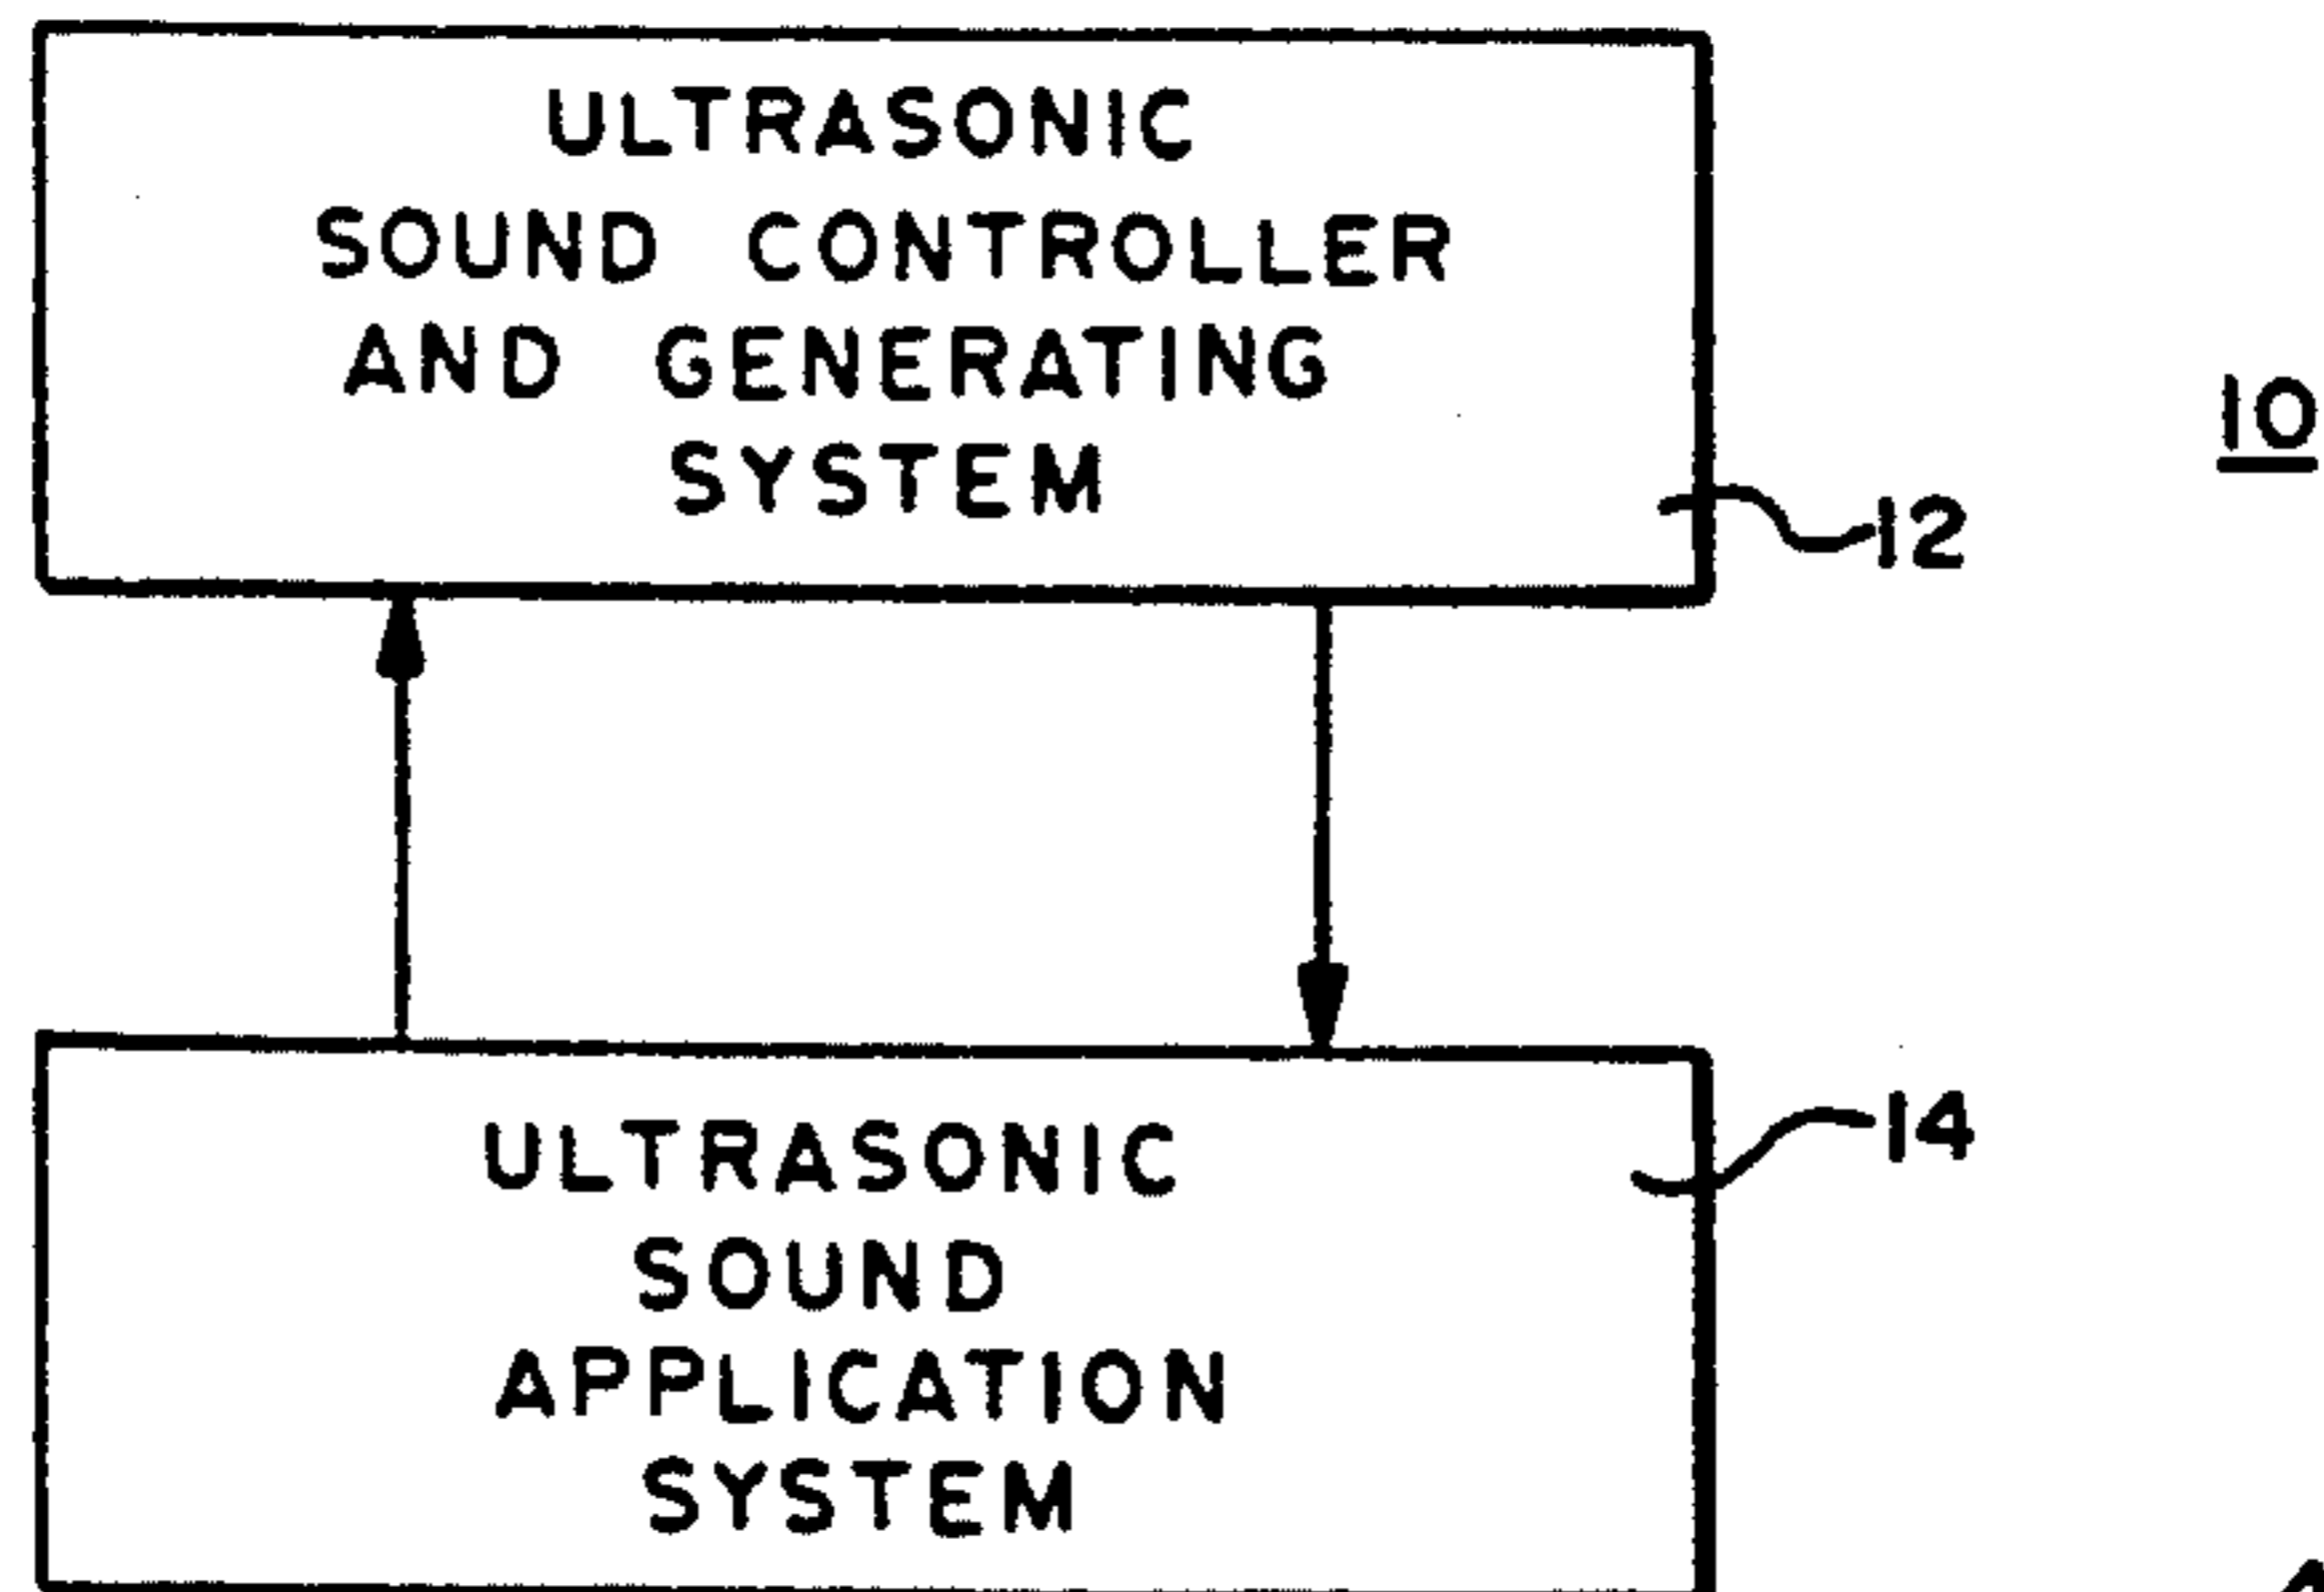 ULTRASONIC
SOUND CONTROLLER
AND GENERATING
SYSTEM
10
12
14
ULTRASONIC
SOUND
APPLICATION
SYSTEM